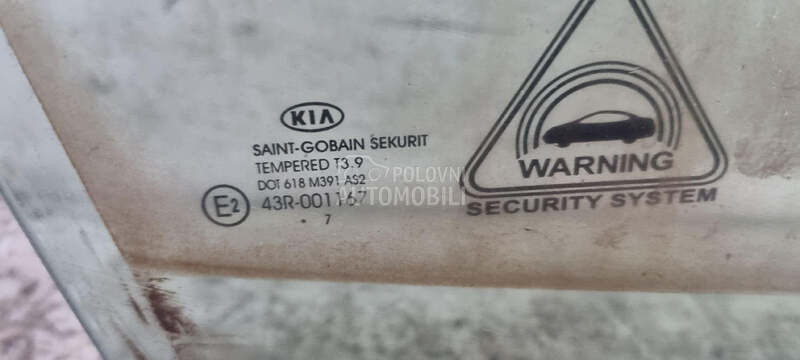 KIA
SAINT-GOBAIN SEKURIT
TEMPERED T3.9
DOT 618 M391 AS2
E2 43R-001167
. 7
WARNING
SECURITY SYSTEM
POLOVNI
AUTOMOBILI